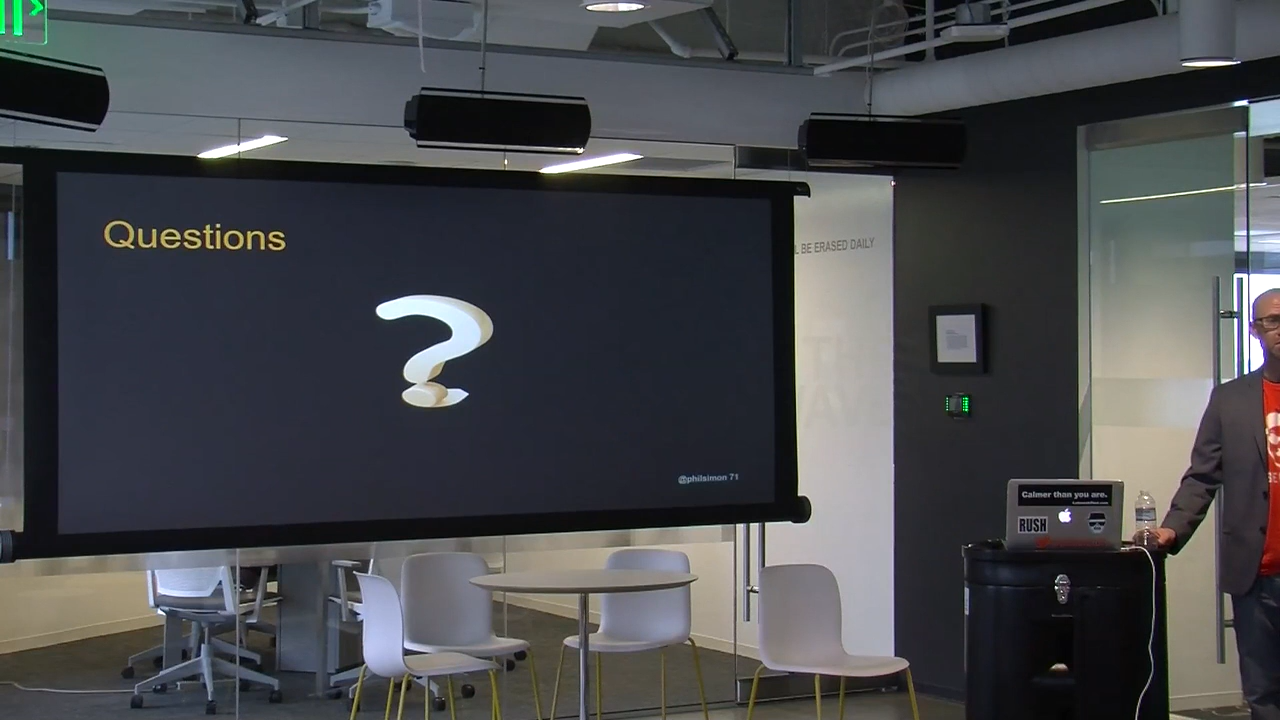 Questions
?
@philsimon 71
L BE ERASED DAILY
Calmer than you are.
RUSH